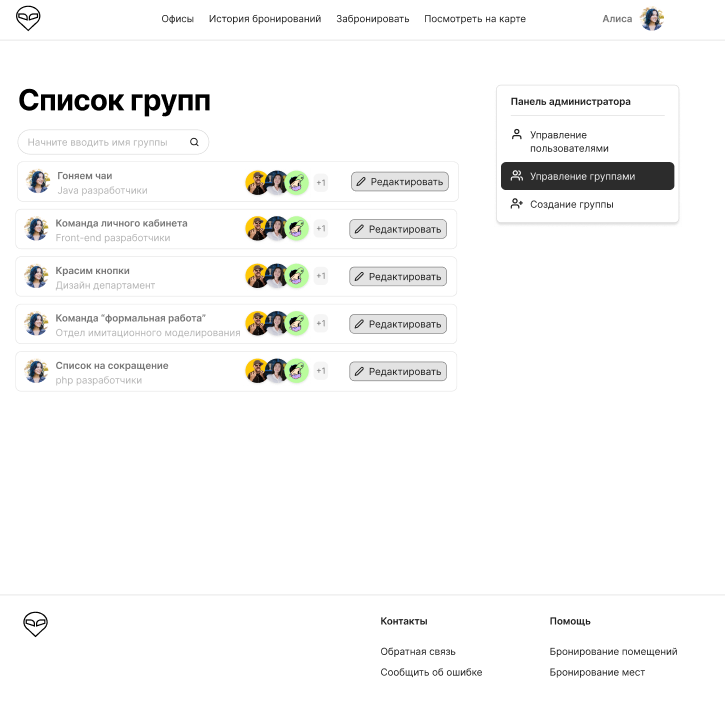 Офисы
История бронирований
Забронировать
Посмотреть на карте
Алиса
Список групп
Начните вводить имя группы
Гоняем чаи
Java разработчики
+1
Редактировать
Команда личного кабинета
Front-end разработчики
+1
Редактировать
Красим кнопки
Дизайн департамент
+1
Редактировать
Команда "формальная работа"
Отдел имитационного моделирования
+1
Редактировать
Список на сокращение
php разработчики
+1
Редактировать
Панель администратора
Управление
пользователями
Управление группами
Создание группы
Контакты
Обратная связь
Сообщить об ошибке
Помощь
Бронирование помещений
Бронирование мест